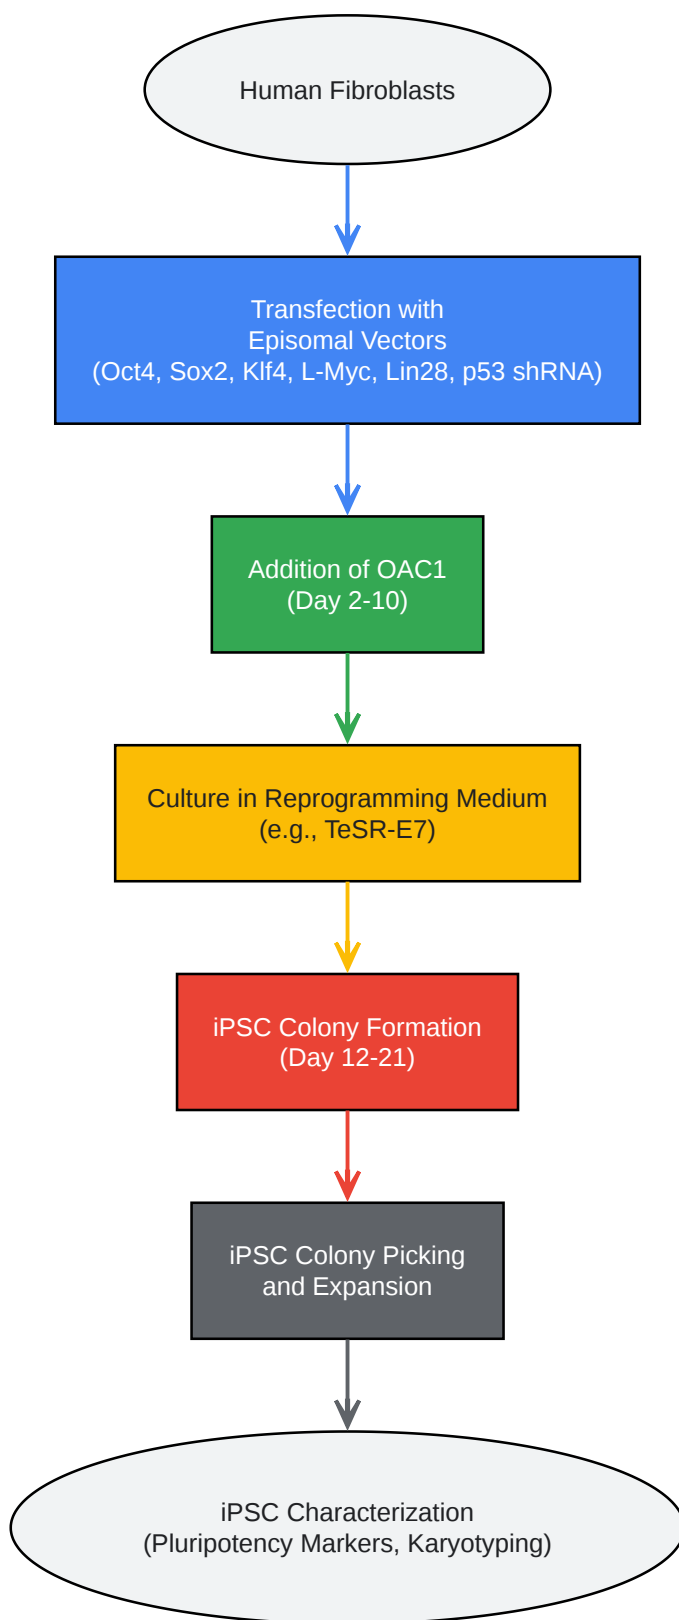 Human Fibroblasts
Transfection with
Episomal Vectors
(Oct4, Sox2, Klf4, L-Myc, Lin28, p53 shRNA)
Addition of OAC1
(Day 2-10)
Culture in Reprogramming Medium
(e.g., TeSR-E7)
iPSC Colony Formation
(Day 12-21)
iPSC Colony Picking
and Expansion
iPSC Characterization
(Pluripotency Markers, Karyotyping)